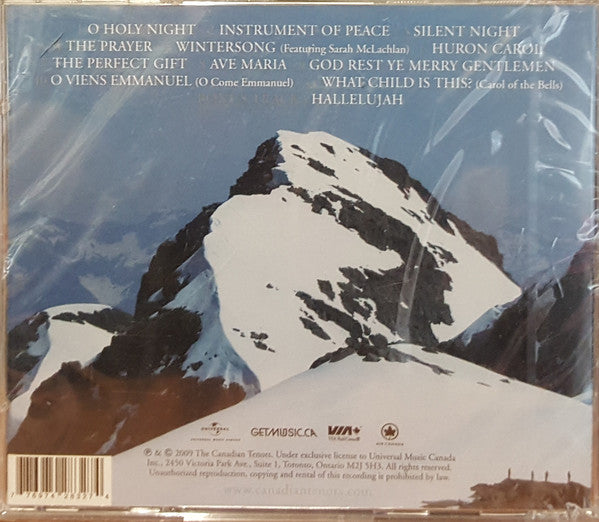 O HOLY NIGHT INSTRUMENT OF PEACE SILENT NIGHT
THE PRAYER WINTERSONG (Featuring Sarah McLachlan) HURON CAROL
THE PERFECT GIFT AVE MARIA GOD REST YE MERRY GENTLEMEN
O VIENS EMMANUEL (O Come Emmanuel) WHAT CHILD IS THIS? (Carol of the Bells)
HALLELUJAH
UNIVERSAL GETMUSIC.CA VIA
AIR CANADA
℗ & © 2009 The Canadian Tenors. Under exclusive license to Universal Music Canada
Inc., 2450 Victoria Park Ave., Suite 1, Toronto, Ontario M2J 5H3. All rights reserved.
Unauthorized reproduction, copying and rental of this recording is prohibited by law.
www.canadiantenors.com